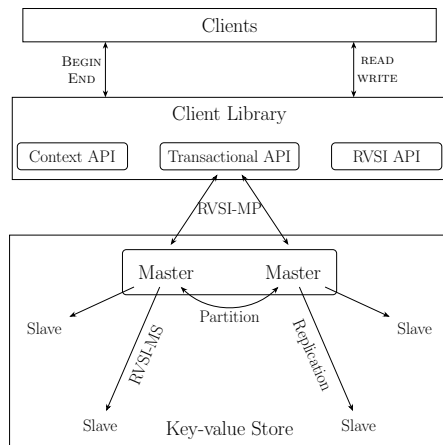 Clients
BEGIN
END
READ
WRITE
Client Library
Context API
Transactional API
RVSI API
RVSI-MP
Master
Master
Partition
Slave
Slave
RVSI-MS
Replication
Slave
Slave
Key-value Store